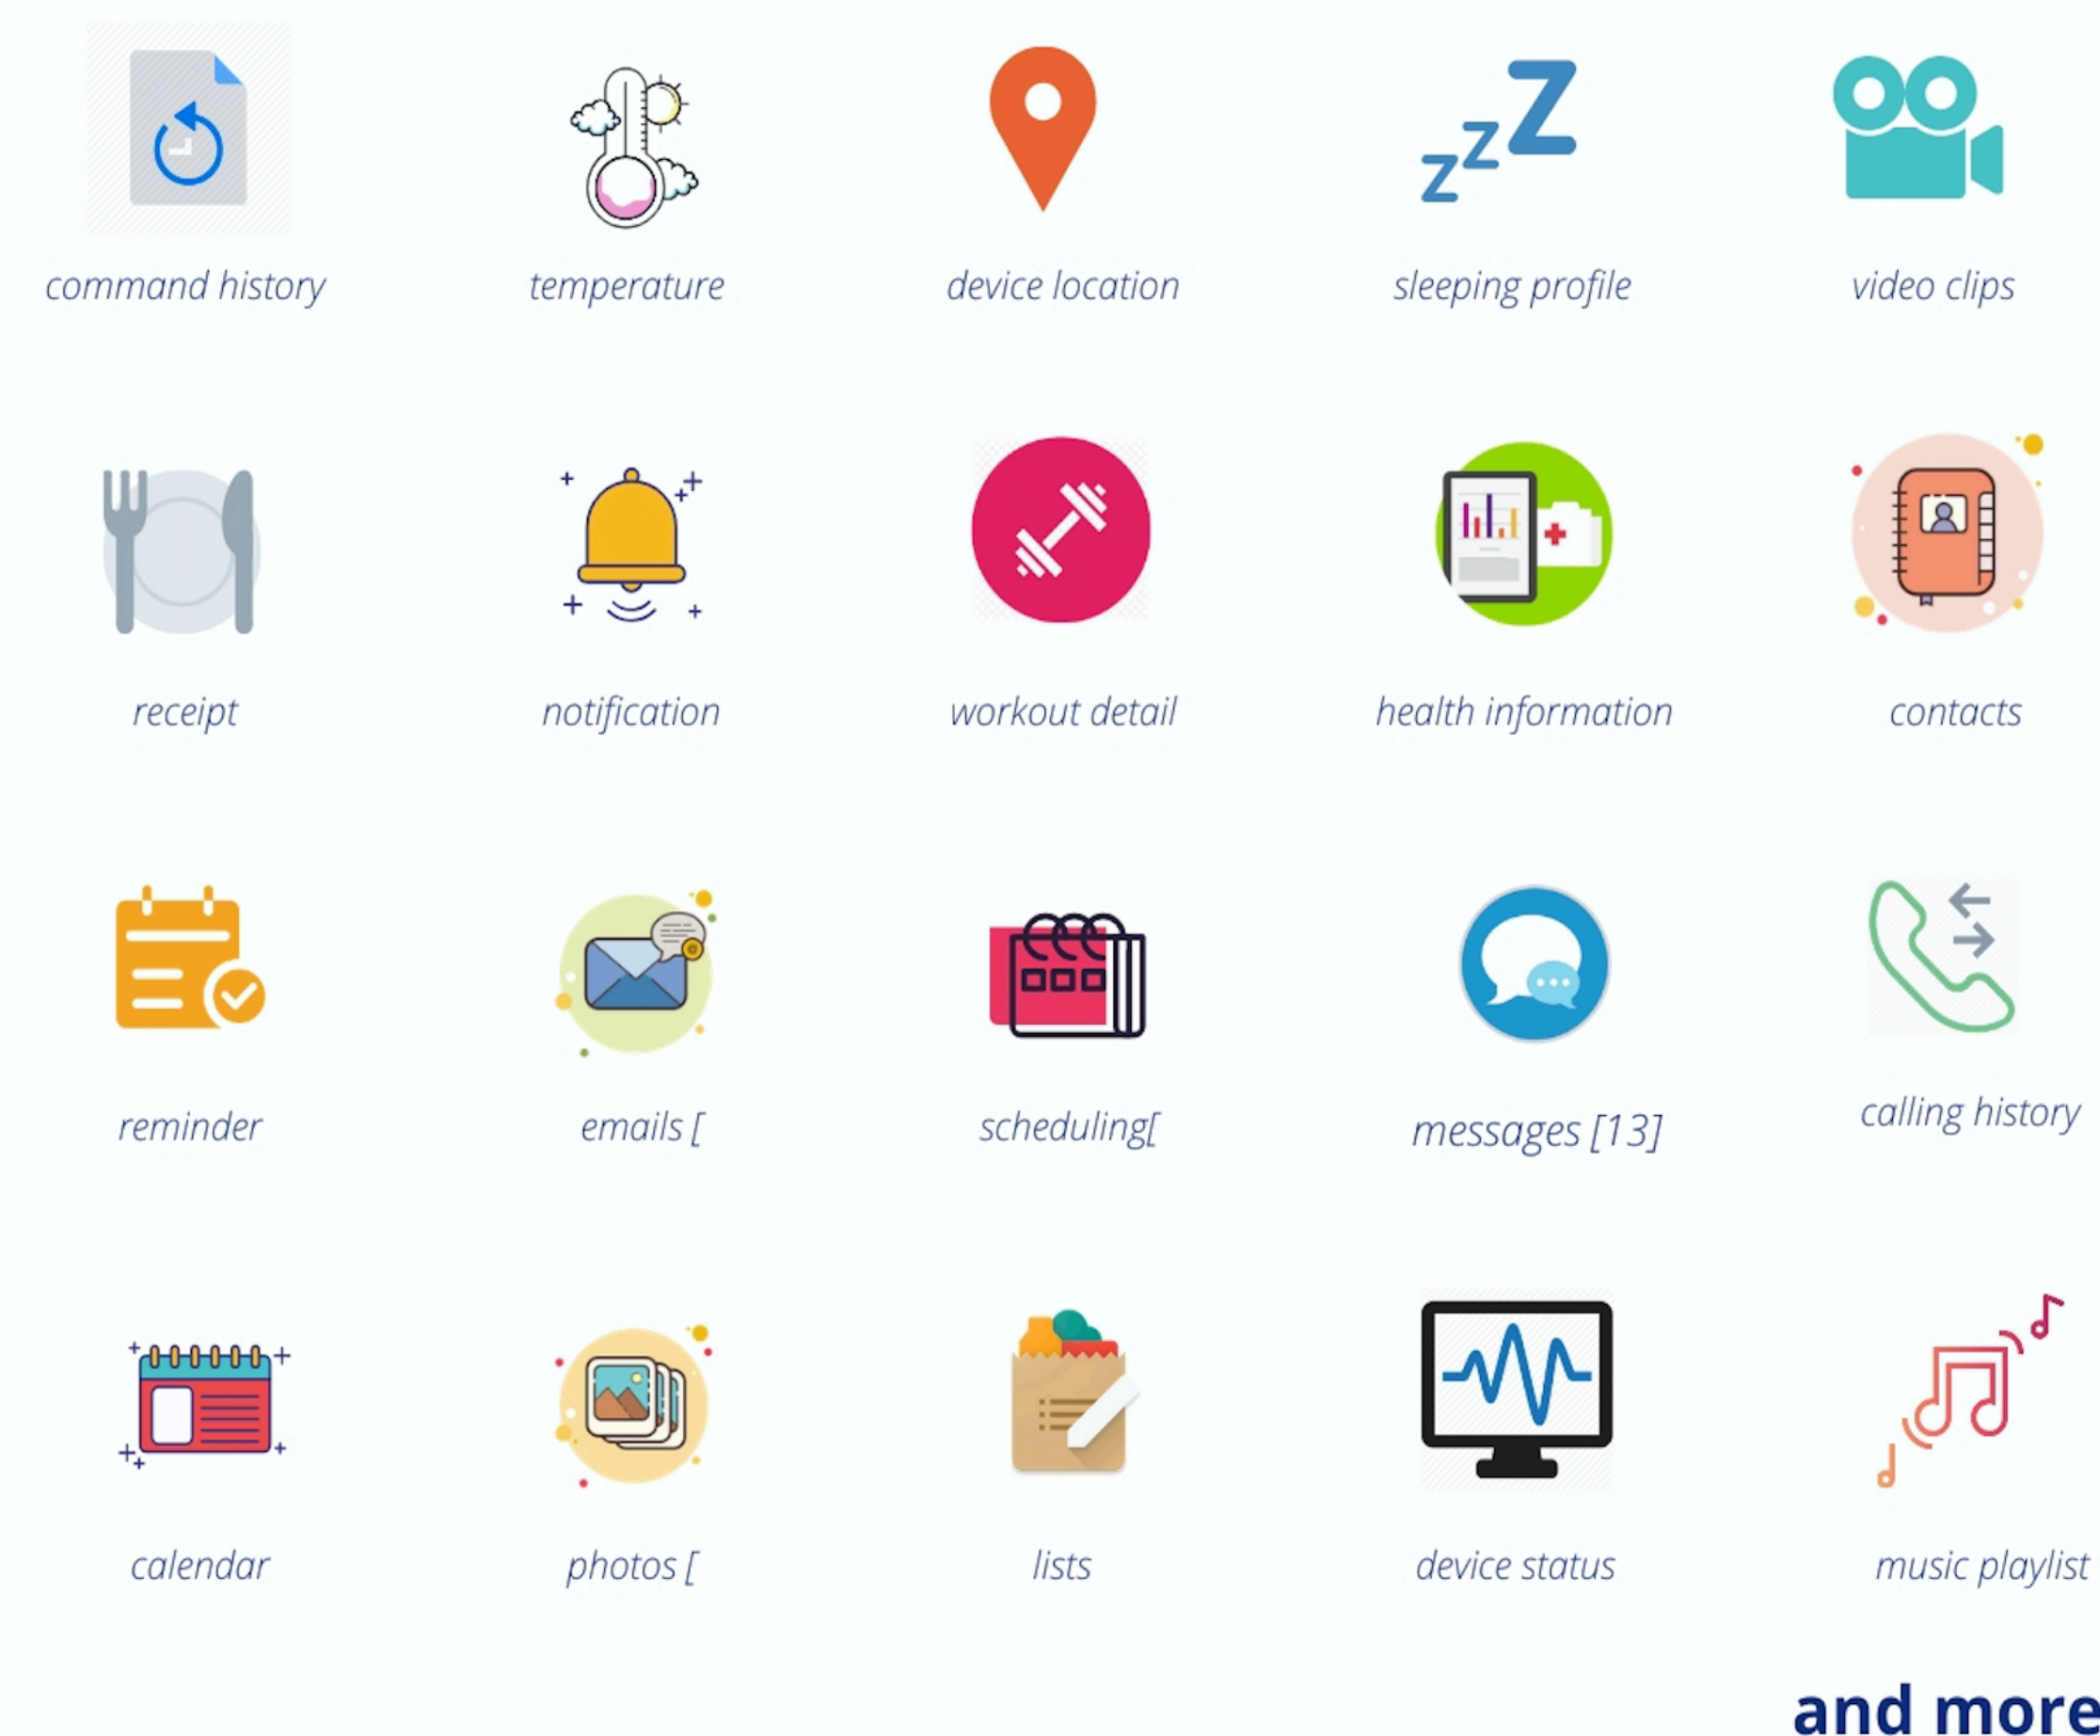 command history
temperature
device location
sleeping profile
video clips
receipt
notification
workout detail
health information
contacts
reminder
emails [
scheduling[
messages [13]
calling history
calendar
photos [
lists
device status
music playlist
and more